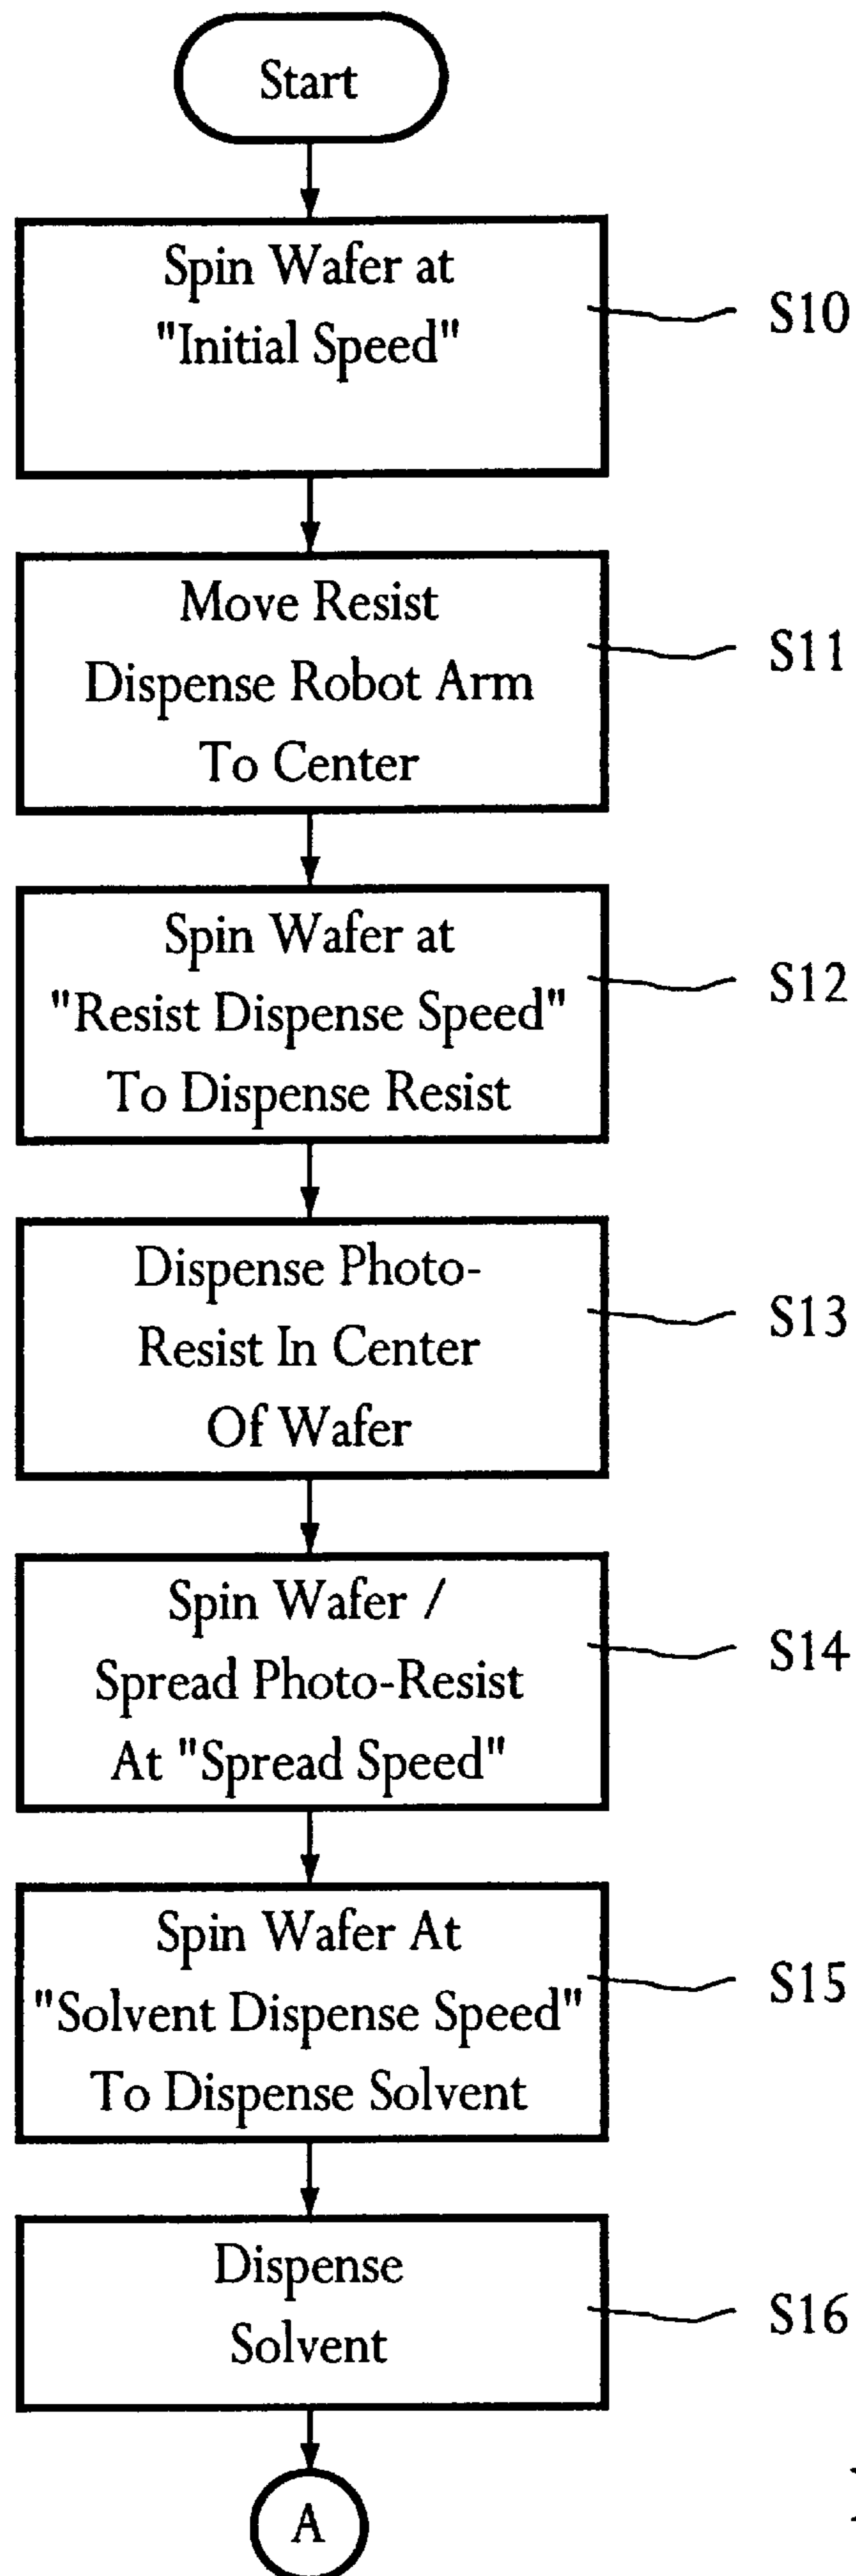 Start
Spin Wafer at
"Initial Speed"
S10
Move Resist
Dispense Robot Arm
To Center
S11
Spin Wafer at
"Resist Dispense Speed"
To Dispense Resist
S12
Dispense Photo-
Resist In Center
Of Wafer
S13
Spin Wafer /
Spread Photo-Resist
At "Spread Speed"
S14
Spin Wafer At
"Solvent Dispense Speed"
To Dispense Solvent
S15
Dispense
Solvent
S16
A